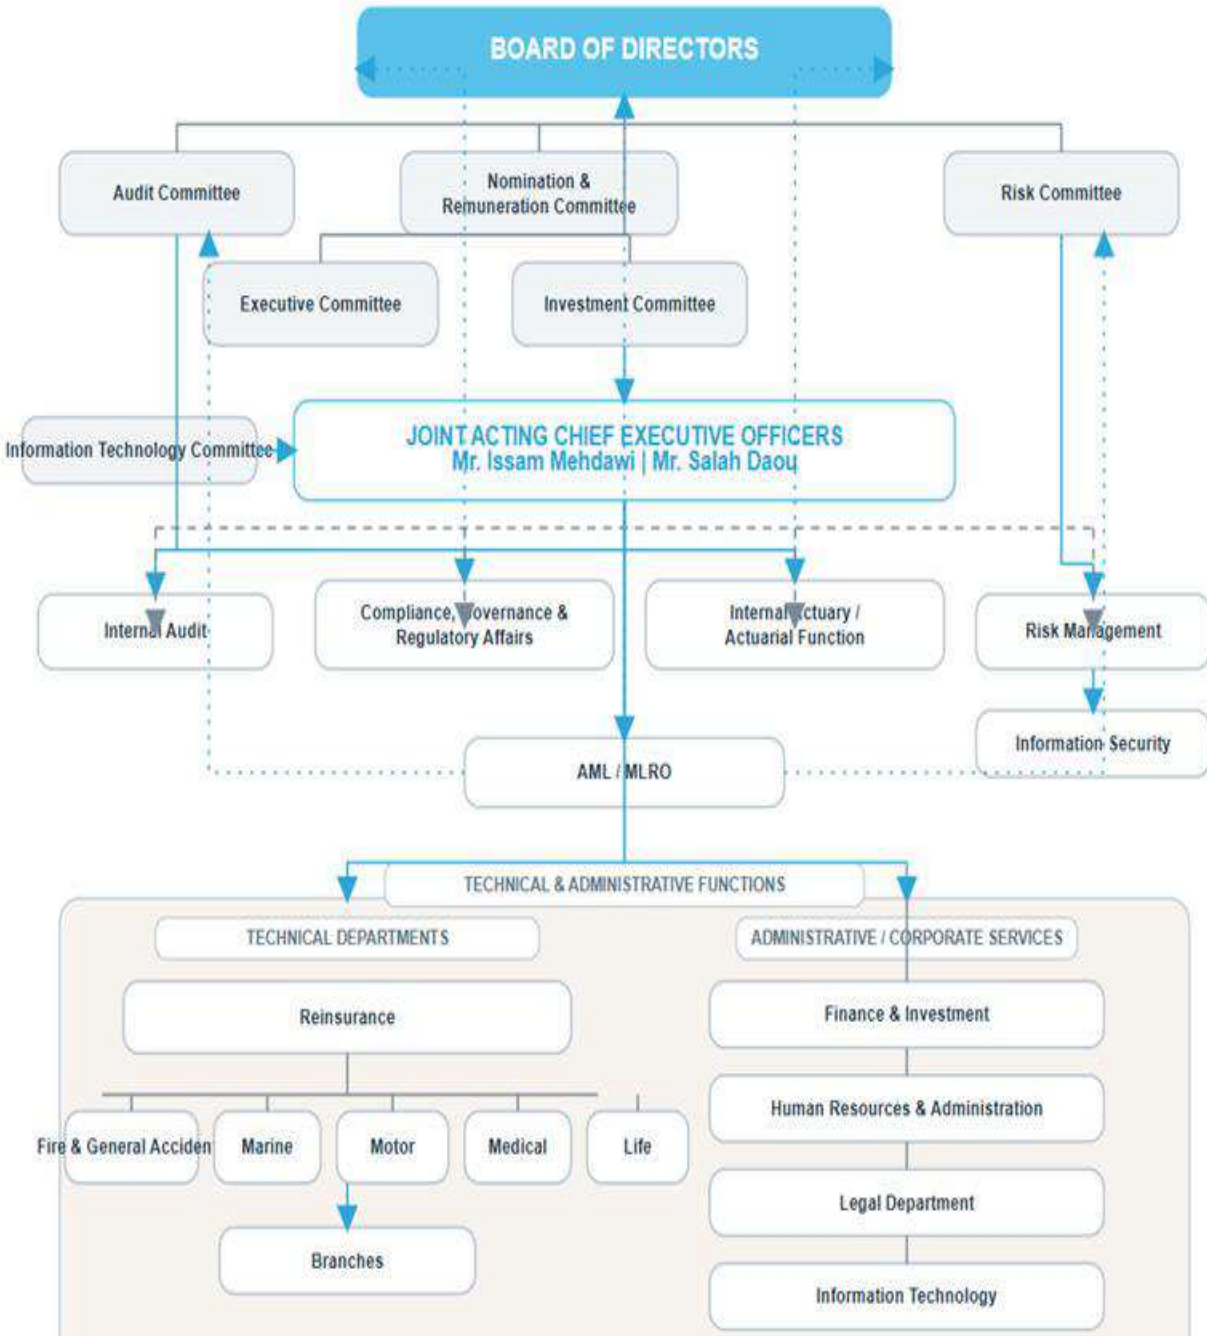 BOARD OF DIRECTORS
Audit Committee
Nomination &
Remuneration Committee
Risk Committee
Executive Committee
Investment Committee
Information Technology Committee
JOINT ACTING CHIEF EXECUTIVE OFFICERS
Mr. Issam Mehdawi | Mr. Salah Daou
Internal Audit
Compliance, Governance &
Regulatory Affairs
Internal Actuary /
Actuarial Function
Risk Management
Information Security
AML / MLRO
TECHNICAL & ADMINISTRATIVE FUNCTIONS
TECHNICAL DEPARTMENTS
ADMINISTRATIVE / CORPORATE SERVICES
Reinsurance
Finance & Investment
Human Resources & Administration
Fire & General Acciden
Marine
Motor
Medical
Life
Legal Department
Branches
Information Technology